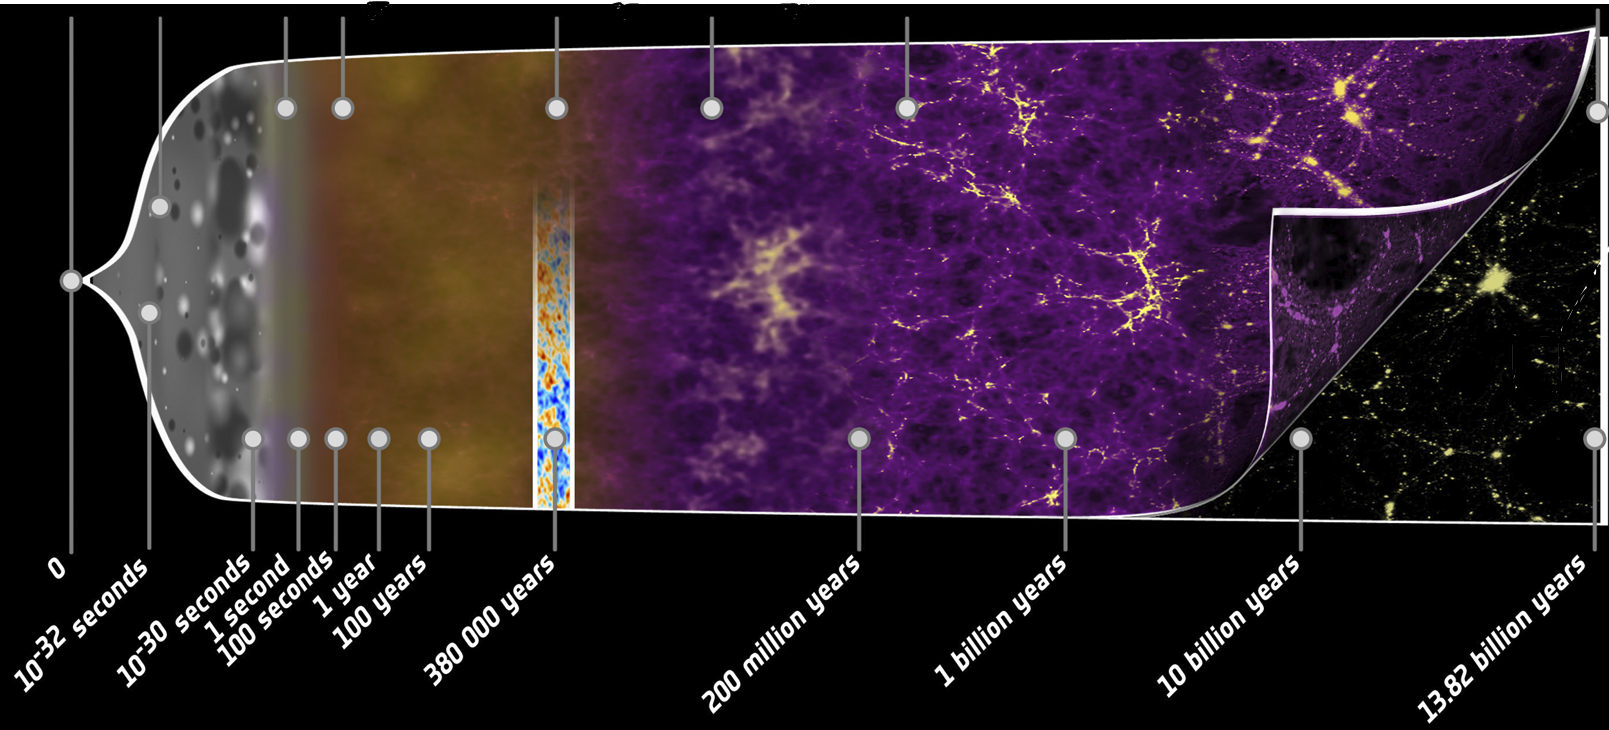 0
10-32 seconds
10-30 seconds
1 second
100 seconds
1 year
100 years
380 000 years
200 million years
1 billion years
10 billion years
13.82 billion years